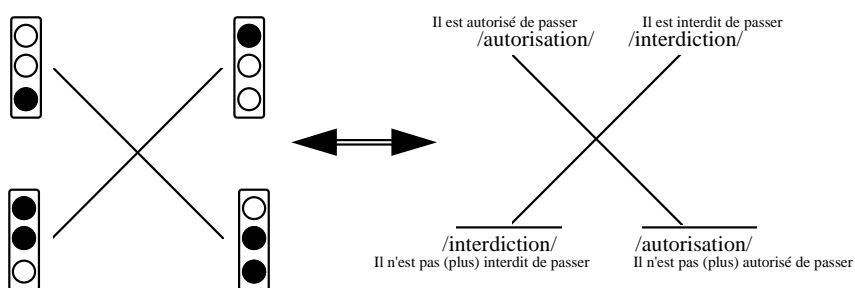 Il est autorisé de passer
/autorisation/
Il est interdit de passer
/interdiction/
/interdiction/
Il n'est pas (plus) interdit de passer
/autorisation/
Il n'est pas (plus) autorisé de passer